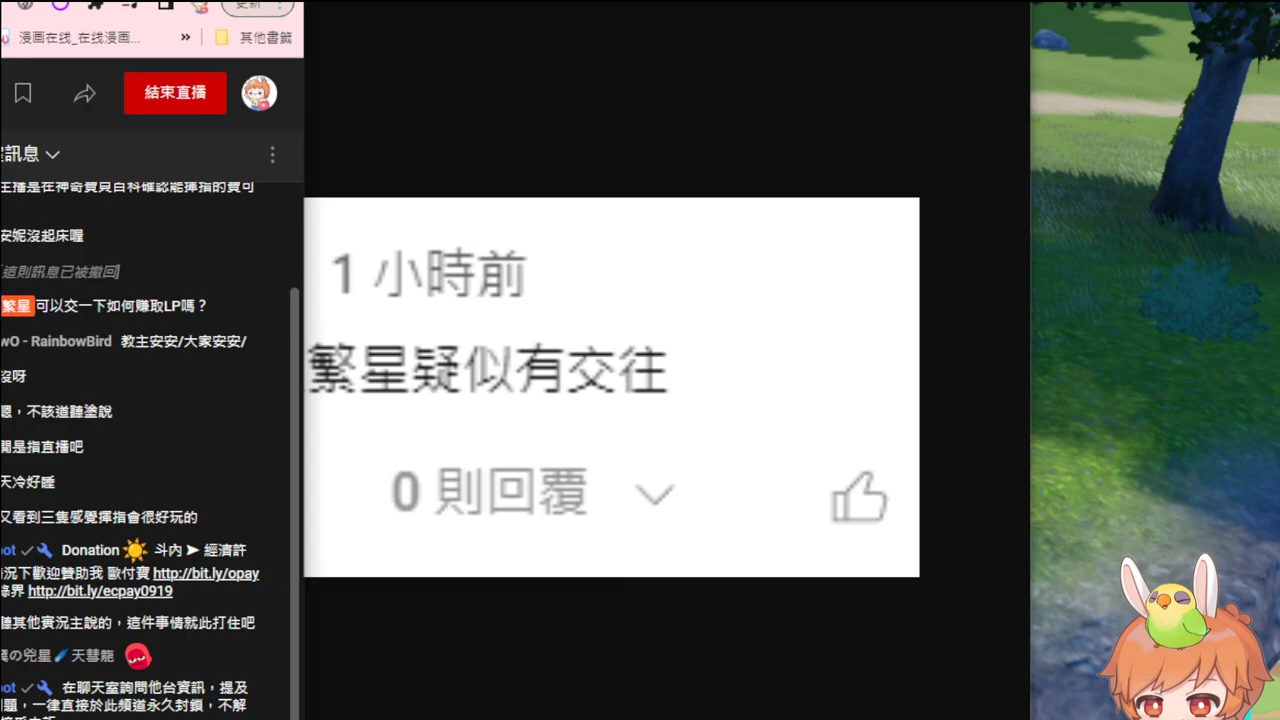 更新
漫画在线_在线漫画...
»
其他書籤
結束直播
訊息
主播是在神奇寶貝百科確認能揮指的寶可
安妮沒起床喔
這則訊息已被撤回]
繁星 可以交一下如何賺取LP嗎？
wO - RainbowBird 教主安安/大家安安/
沒呀
恩，不該道聽塗說
開是指直播吧
天冷好睡
又看到三隻感覺揮指會很好玩的
ot Donation 斗內 ➤ 經濟許
況下歡迎贊助我 歐付寶 http://bit.ly/opay
綠界 http://bit.ly/ecpay0919
聽其他實況主說的，這件事情就此打住吧
翼の兇星 天彗龍
ot 在聊天室詢問他台資訊，提及
題，一律直接於此頻道永久封鎖，不解
1 小時前
繁星疑似有交往
0 則回覆